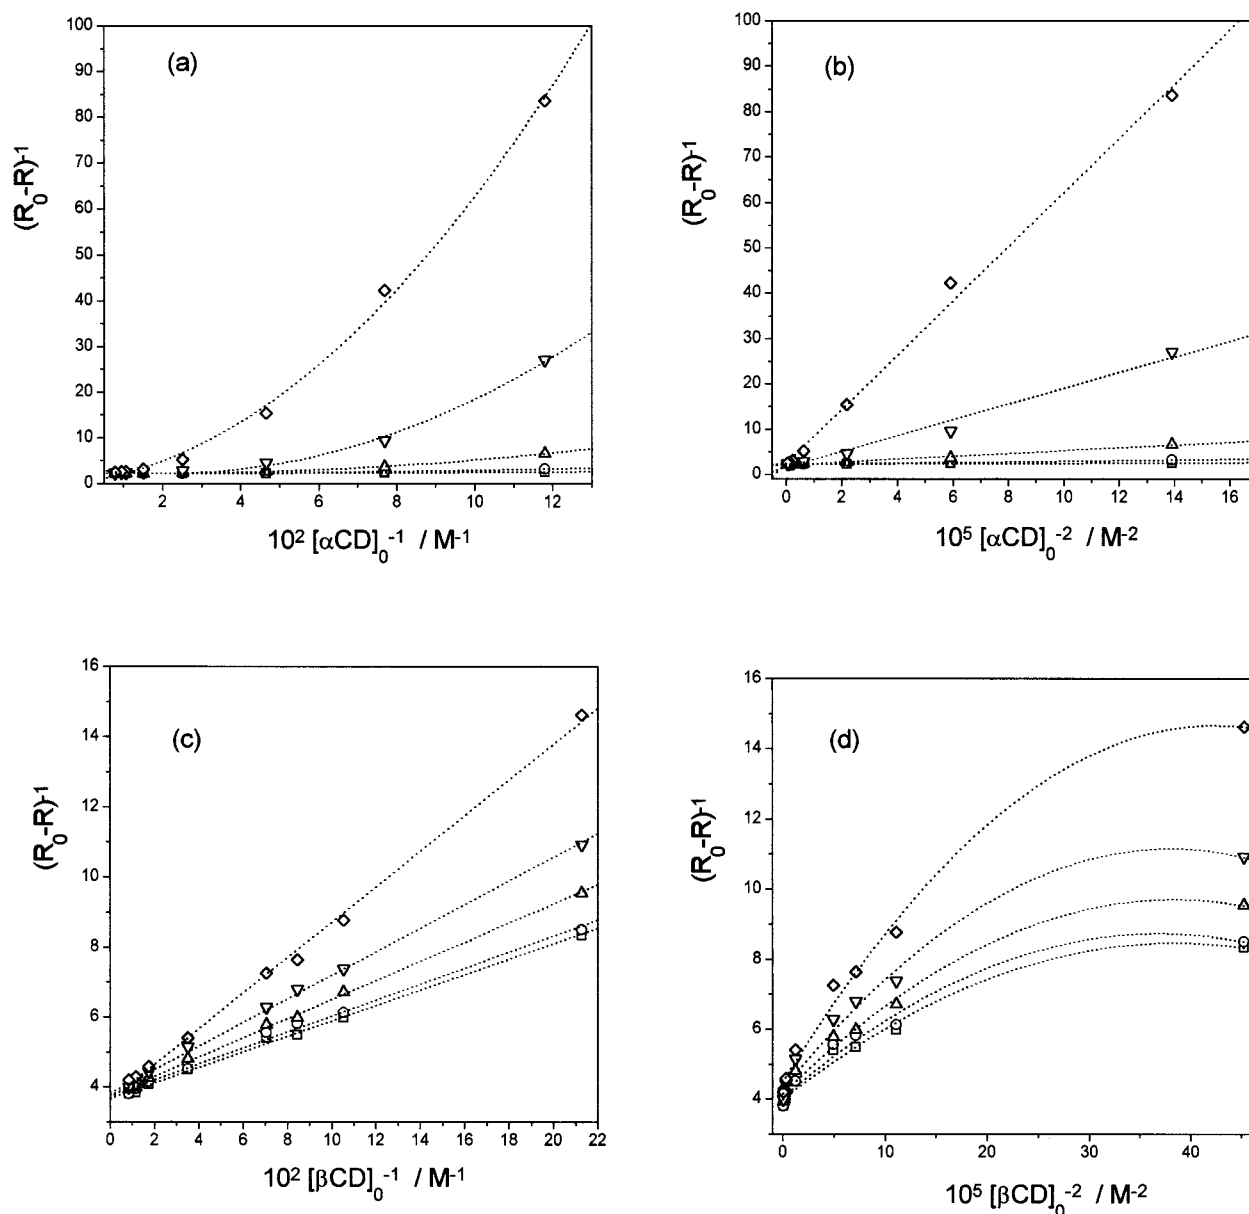 (a)
100
90
80
70
60
50
40
30
20
10
0
(R₀-R)⁻¹
2 4 6 8 10 12
10² [αCD]₀⁻¹ / M⁻¹
(b)
100
90
80
70
60
50
40
30
20
10
0
(R₀-R)⁻¹
0 2 4 6 8 10 12 14 16
10⁵ [αCD]₀⁻² / M⁻²
(c)
16
14
12
10
8
6
4
(R₀-R)⁻¹
0 2 4 6 8 10 12 14 16 18 20 22
10² [βCD]₀⁻¹ / M⁻¹
(d)
16
14
12
10
8
6
4
(R₀-R)⁻¹
0 10 20 30 40
10⁵ [βCD]₀⁻² / M⁻²